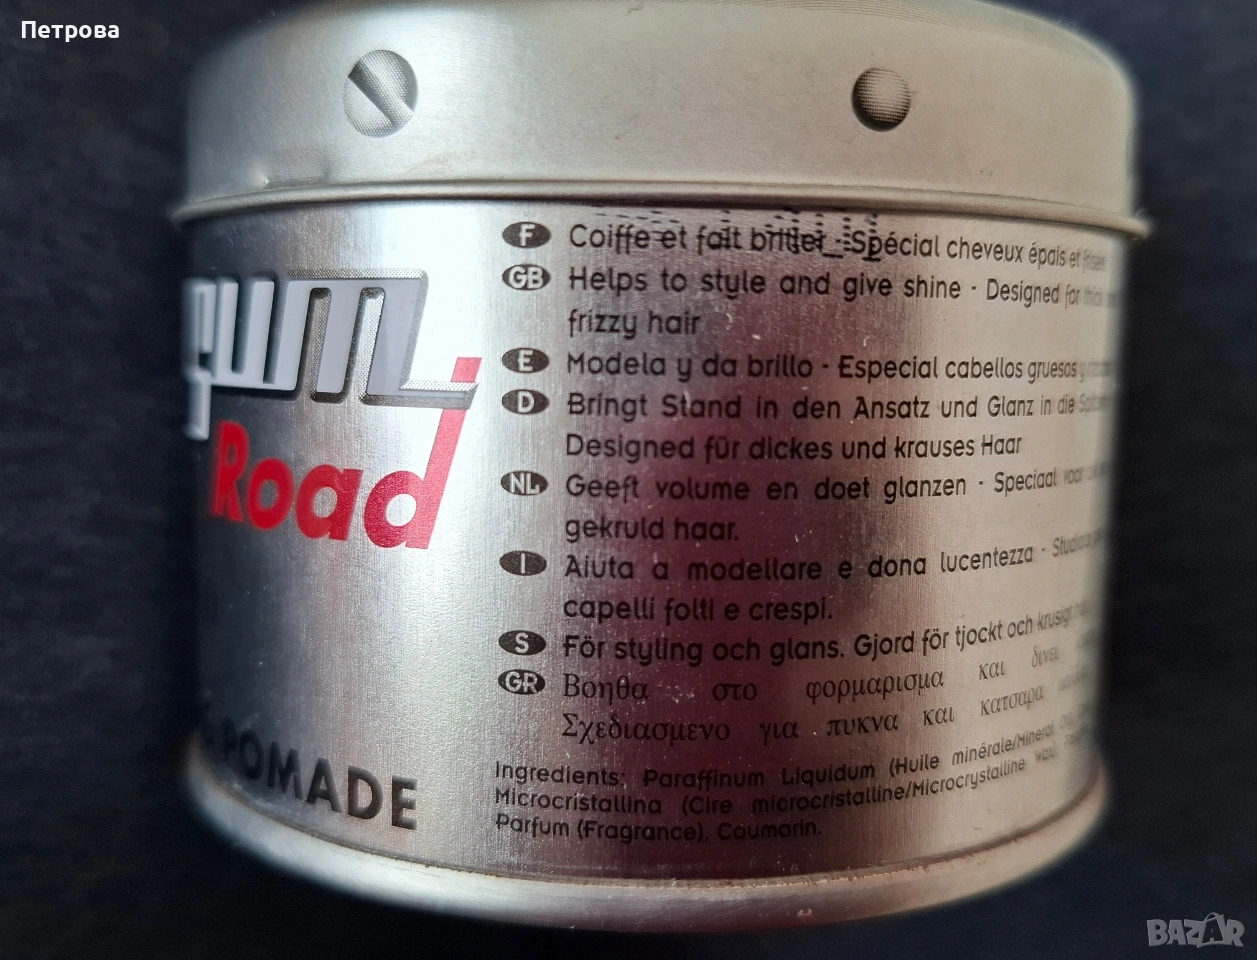 Петрова
F Coiffe et fait briller · Spécial cheveux épais et frisés
GB Helps to style and give shine · Designed for thick
frizzy hair
E Modela y da brillo · Especial cabellos gruesos y
D Bringt Stand in den Ansatz und Glanz in die
Designed für dickes und krauses Haar
NL Geeft volume en doet glanzen · Speciaal voor
gekruld haar.
I Aiuta a modellare e dona lucentezza ·
capelli folti e crespi.
S För styling och glans. Gjord för tjockt och krusigt
GR Βοηθα στο φορμαρισμα και δινει
Σχεδιασμενο για πυκνα και κατσαρα
Road
POMADE
Ingredients: Paraffinum Liquidum (Huile minérale/Mineral
Microcristallina (Cire microcristalline/Microcrystalline wax),
Parfum (Fragrance), Coumarin.
BAZAR